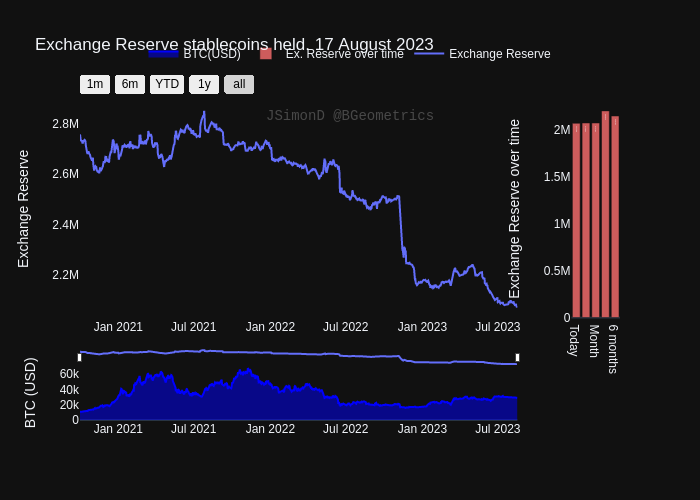 Exchange Reserve stablecoins held, 17 August 2023
BTC(USD) Ex. Reserve over time Exchange Reserve
1m 6m YTD 1y all
JSimonD @BGeometrics
Exchange Reserve
2.8M
2.6M
2.4M
2.2M
Jan 2021 Jul 2021 Jan 2022 Jul 2022 Jan 2023 Jul 2023
Exchange Reserve over time
2M
1.5M
1M
0.5M
0
Today Month 6 months
BTC (USD)
60k
40k
20k
0
Jan 2021 Jul 2021 Jan 2022 Jul 2022 Jan 2023 Jul 2023